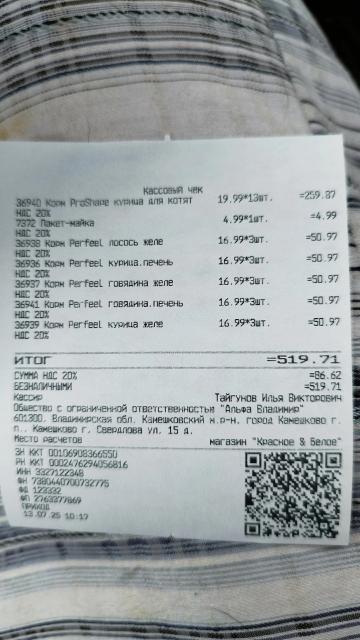 Кассовый чек
36940 Корм ProShape курица для котят 19.99*13шт. =259.87
НДС 20%
7372 Пакет-майка 4.99*1шт. =4.99
НДС 20%
36938 Корм Perfeel лосось желе 16.99*3шт. =50.97
НДС 20%
36936 Корм Perfeel курица.печень 16.99*3шт. =50.97
НДС 20%
36937 Корм Perfeel говядина желе 16.99*3шт. =50.97
НДС 20%
36941 Корм Perfeel говядина.печень 16.99*3шт. =50.97
НДС 20%
36939 Корм Perfeel курица желе 16.99*3шт. =50.97
НДС 20%
ИТОГ =519.71
СУММА НДС 20% =86.62
БЕЗНАЛИЧНЫМИ =519.71
Кассир Тайгунов Илья Викторович
Общество с ограниченной ответственностью "Альфа Владимир"
601300, Владимирская обл, Камешковский м.р-н, город Камешково г.
п., Камешково г, Свердлова ул, 15 д.
Место расчетов магазин "Красное & Белое"
ЗН ККТ 00106908366550
РН ККТ 0002476294056816
ИНН 3327122348
ФН 7380440700732775
ФД 123332
ФП 2763377869
ПРИХОД
13.07.25 10:17